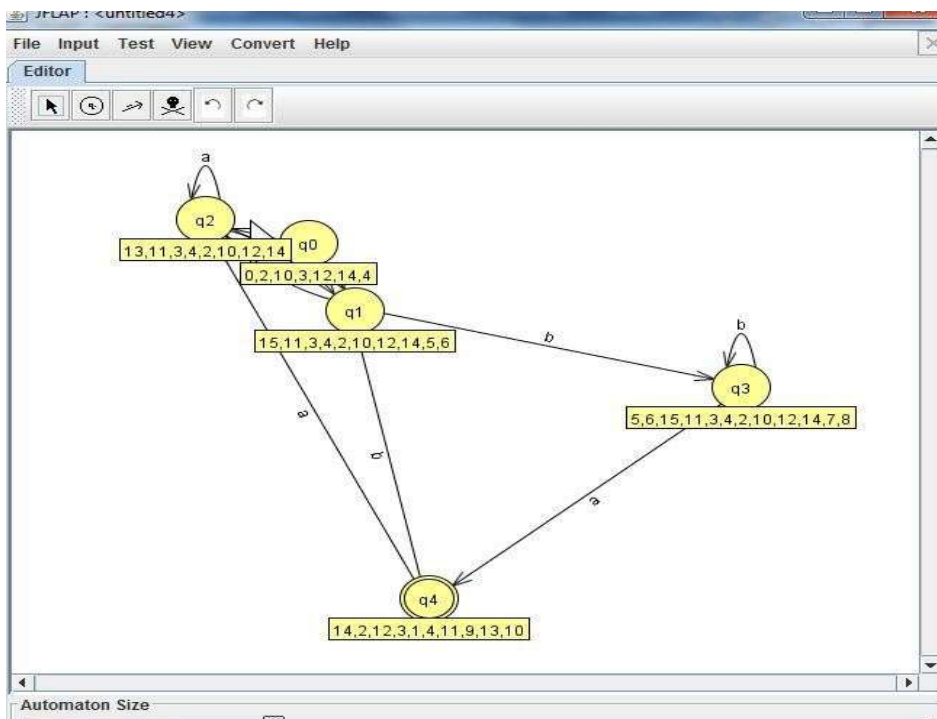 JFLAP : <untitled4>
File Input Test View Convert Help
Editor
a
q2
13,11,3,4,2,10,12,14
q0
0,2,10,3,12,14,4
q1
15,11,3,4,2,10,12,14,5,6
b
b
q3
5,6,15,11,3,4,2,10,12,14,7,8
a
b
a
q4
14,2,12,3,1,4,11,9,13,10
Automaton Size